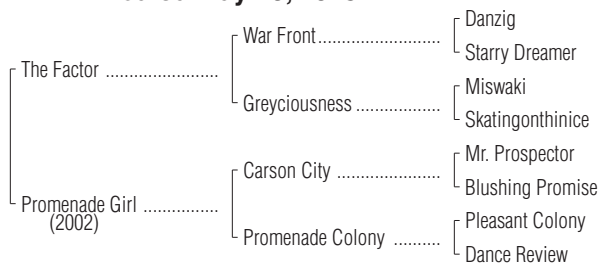 Danzig
War Front
Starry Dreamer
The Factor
Miswaki
Greyciousness
Skatingonthinice
Mr. Prospector
Carson City
Blushing Promise
Promenade Girl
(2002)
Pleasant Colony
Promenade Colony
Dance Review